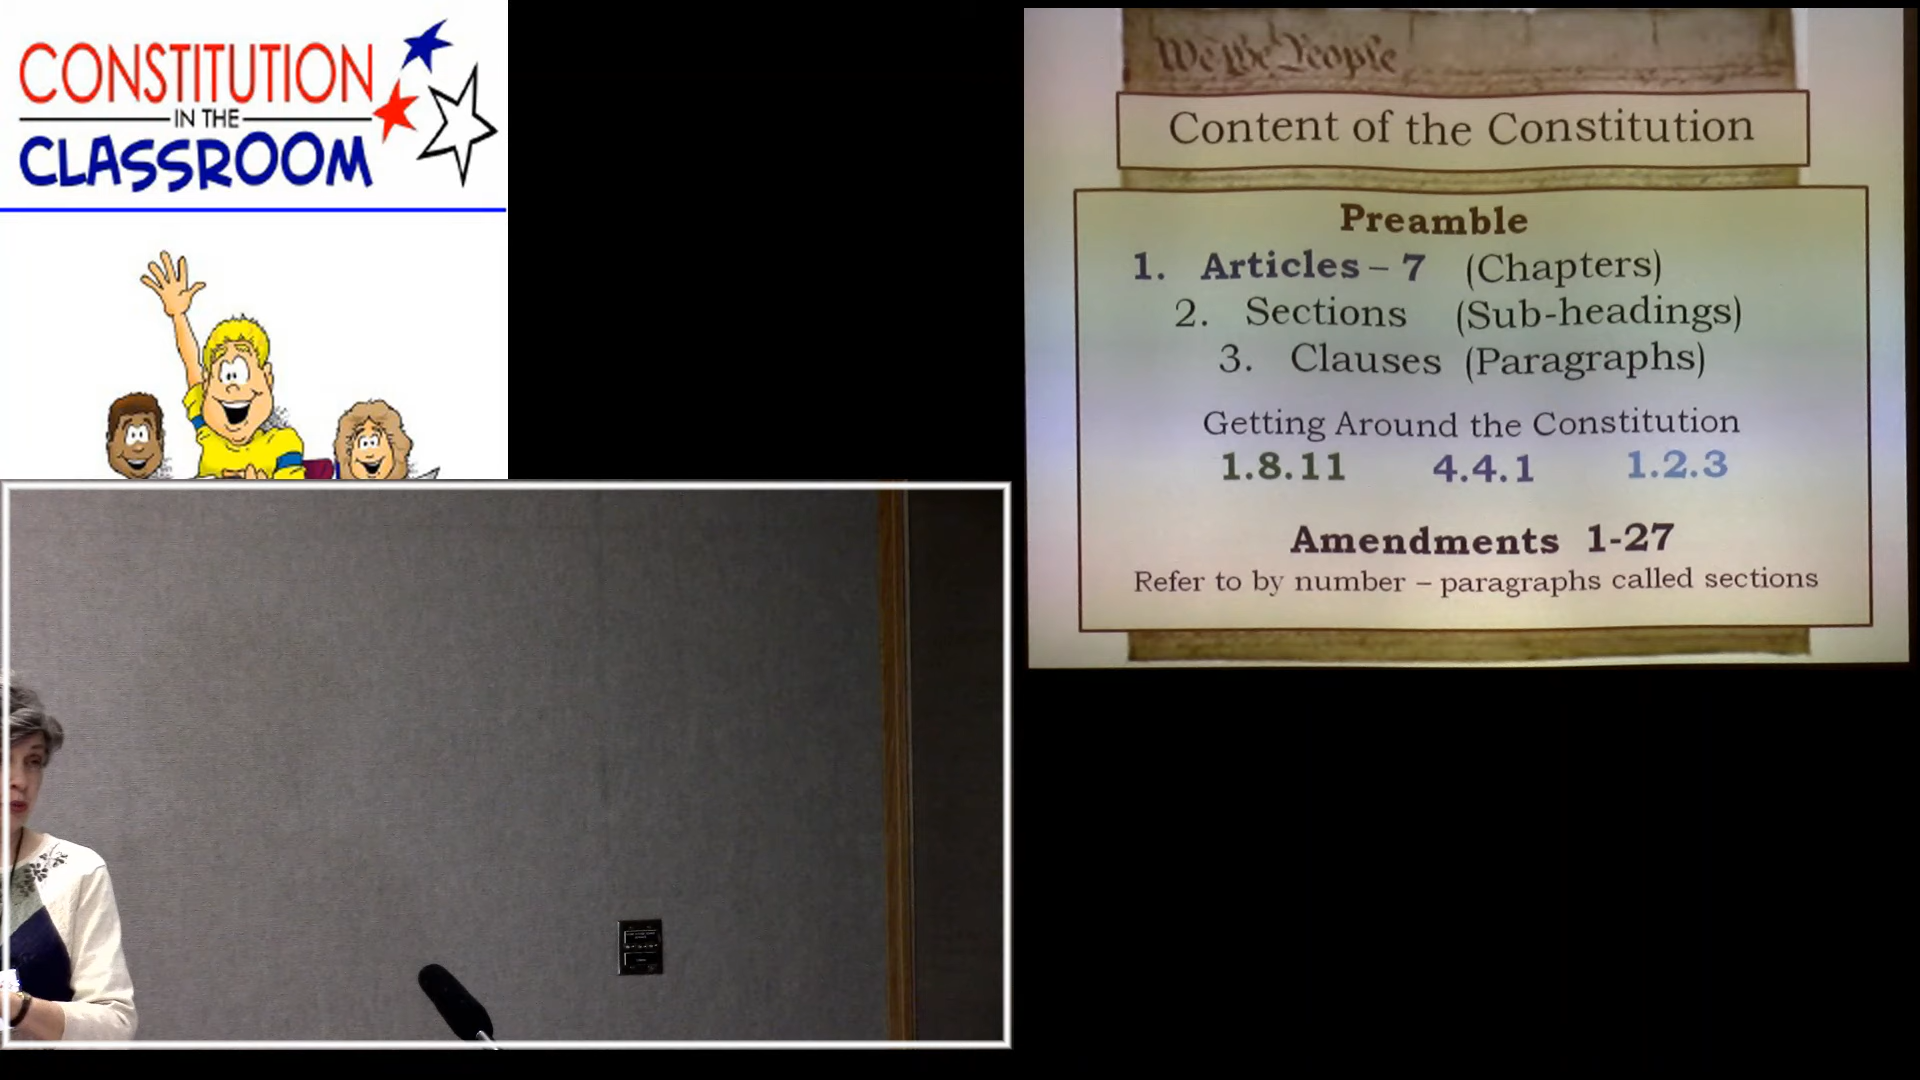 CONSTITUTION
IN THE
CLASSROOM
We the People
Content of the Constitution
Preamble
1. Articles – 7 (Chapters)
2. Sections (Sub-headings)
3. Clauses (Paragraphs)
Getting Around the Constitution
1.8.11 4.4.1 1.2.3
Amendments 1-27
Refer to by number – paragraphs called sections